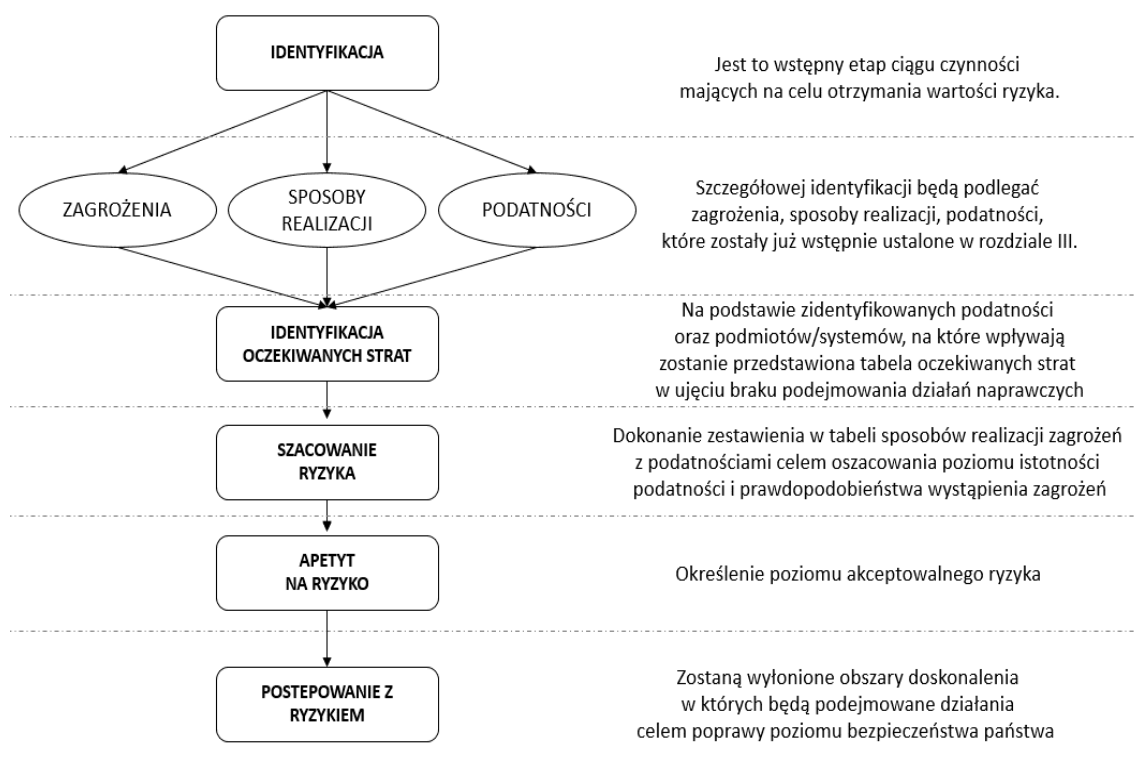 IDENTYFIKACJA
Jest to wstępny etap ciągu czynności
mających na celu otrzymania wartości ryzyka.
ZAGROŻENIA
SPOSOBY
REALIZACJI
PODATNOŚCI
Szczegółowej identyfikacji będą podlegać
zagrożenia, sposoby realizacji, podatności,
które zostały już wstępnie ustalone w rozdziale III.
IDENTYFIKACJA
OCZEKIWANYCH STRAT
Na podstawie zidentyfikowanych podatności
oraz podmiotów/systemów, na które wpływają
zostanie przedstawiona tabela oczekiwanych strat
w ujęciu braku podejmowania działań naprawczych
SZACOWANIE
RYZYKA
Dokonanie zestawienia w tabeli sposobów realizacji zagrożeń
z podatnościami celem oszacowania poziomu istotności
podatności i prawdopodobieństwa wystąpienia zagrożeń
APETYT
NA RYZYKO
Określenie poziomu akceptowalnego ryzyka
POSTEPOWANIE Z
RYZYKIEM
Zostaną wyłonione obszary doskonalenia
w których będą podejmowane działania
celem poprawy poziomu bezpieczeństwa państwa